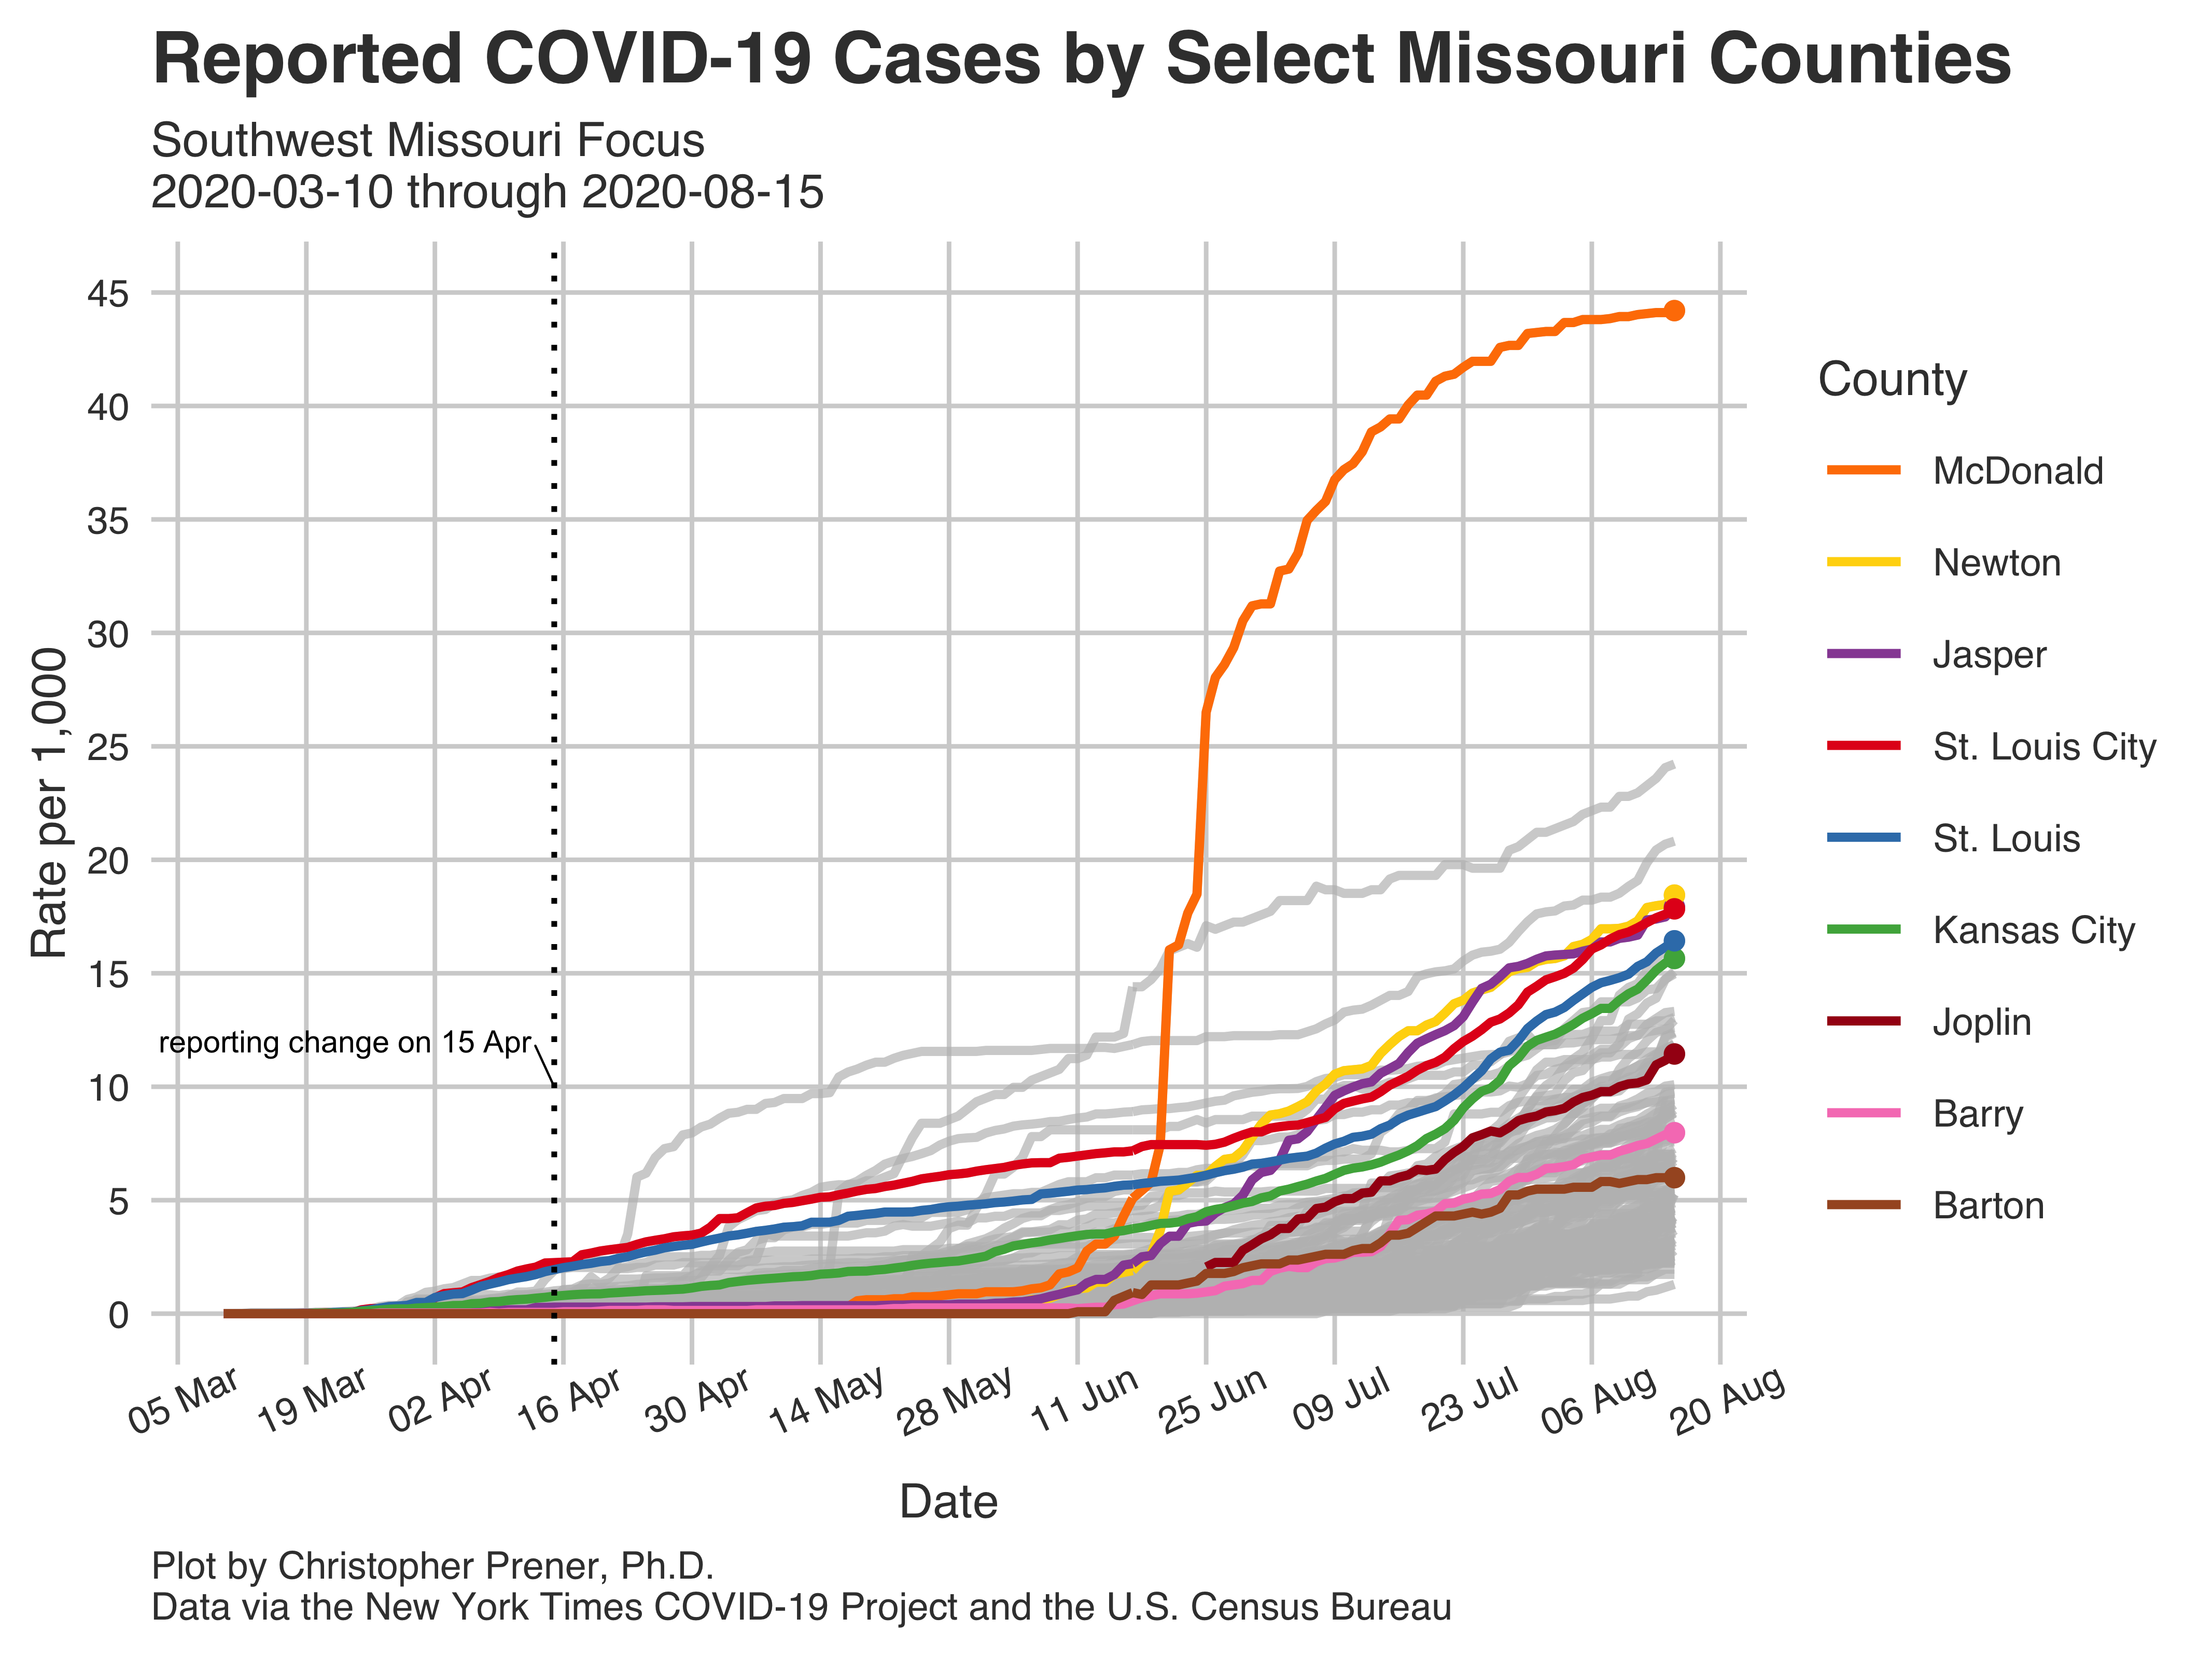 Reported COVID-19 Cases by Select Missouri Counties
Southwest Missouri Focus
2020-03-10 through 2020-08-15
Rate per 1,000
45
40
35
30
25
20
15
10
5
0
reporting change on 15 Apr
05 Mar
19 Mar
02 Apr
16 Apr
30 Apr
14 May
28 May
11 Jun
25 Jun
09 Jul
23 Jul
06 Aug
20 Aug
Date
County
McDonald
Newton
Jasper
St. Louis City
St. Louis
Kansas City
Joplin
Barry
Barton
Plot by Christopher Prener, Ph.D.
Data via the New York Times COVID-19 Project and the U.S. Census Bureau